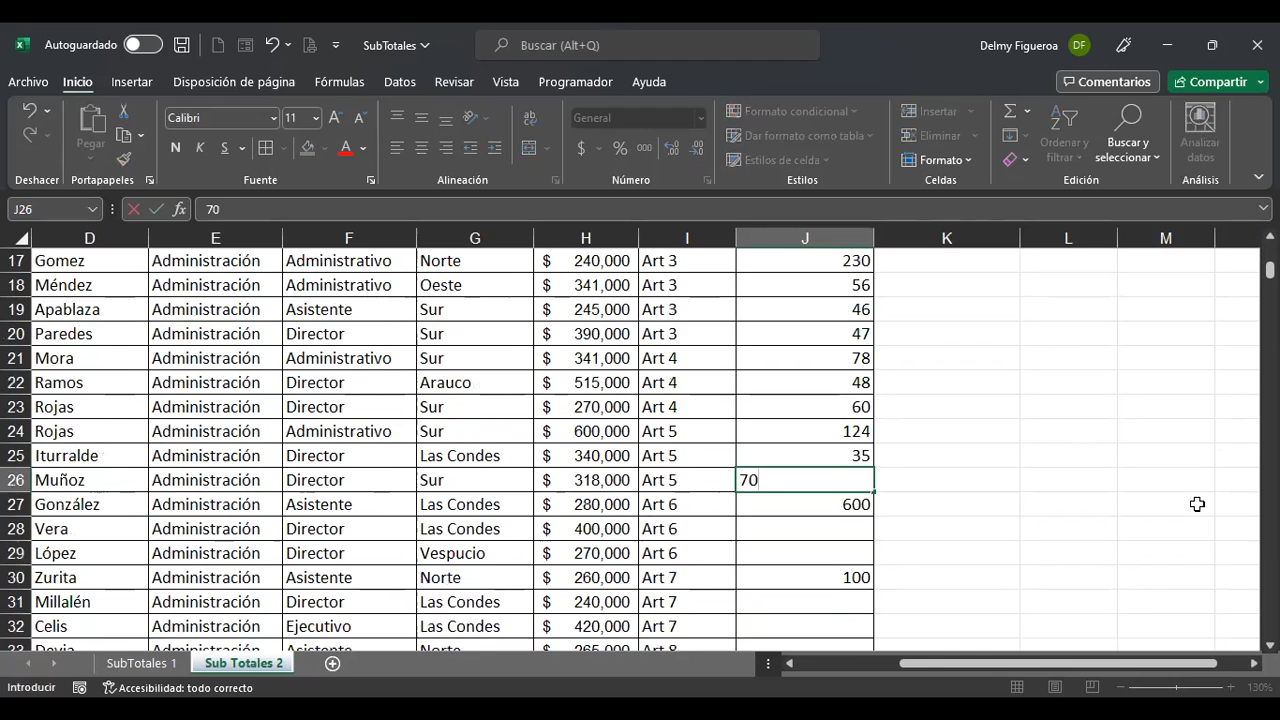 Autoguardado SubTotales Buscar (Alt+Q) Delmy Figueroa DF
Archivo Inicio Insertar Disposición de página Fórmulas Datos Revisar Vista Programador Ayuda Comentarios Compartir
Calibri 11 General Formato condicional Insertar
Pegar Dar formato como tabla Eliminar Ordenary filtrar Buscar y seleccionar Analizar datos
N K S $ % 000 Estilos de celda Formato
Deshacer Portapapeles Fuente Alineación Número Estilos Celdas Edición Análisis
J26 fx 70
D E F G H I J K L M
17 Gomez Administración Administrativo Norte $ 240,000 Art 3 230
18 Méndez Administración Administrativo Oeste $ 341,000 Art 3 56
19 Apablaza Administración Asistente Sur $ 245,000 Art 3 46
20 Paredes Administración Director Sur $ 390,000 Art 3 47
21 Mora Administración Administrativo Sur $ 341,000 Art 4 78
22 Ramos Administración Director Arauco $ 515,000 Art 4 48
23 Rojas Administración Director Sur $ 270,000 Art 4 60
24 Rojas Administración Administrativo Sur $ 600,000 Art 5 124
25 Iturralde Administración Director Las Condes $ 340,000 Art 5 35
26 Muñoz Administración Director Sur $ 318,000 Art 5 70
27 González Administración Asistente Las Condes $ 280,000 Art 6 600
28 Vera Administración Director Las Condes $ 400,000 Art 6
29 López Administración Director Vespucio $ 270,000 Art 6
30 Zurita Administración Asistente Norte $ 260,000 Art 7 100
31 Millalén Administración Director Las Condes $ 240,000 Art 7
32 Celis Administración Ejecutivo Las Condes $ 420,000 Art 7
SubTotales 1 Sub Totales 2
Introducir Accesibilidad: todo correcto 130%